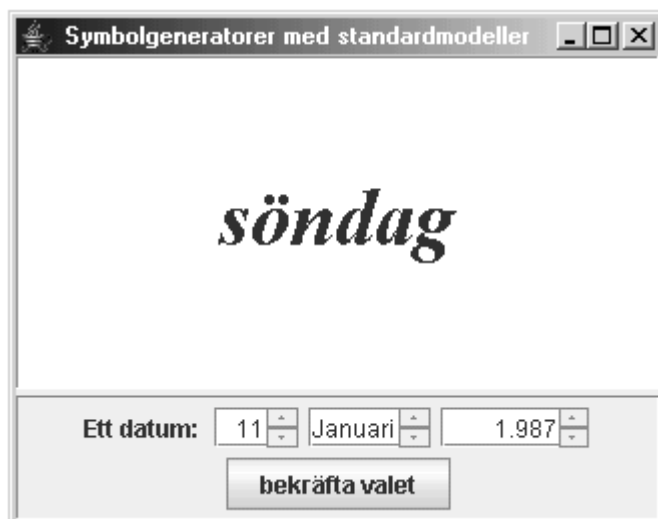 Symbolgeneratorer med standardmodeller
söndag
Ett datum: 11 Januari 1.987
bekräfta valet